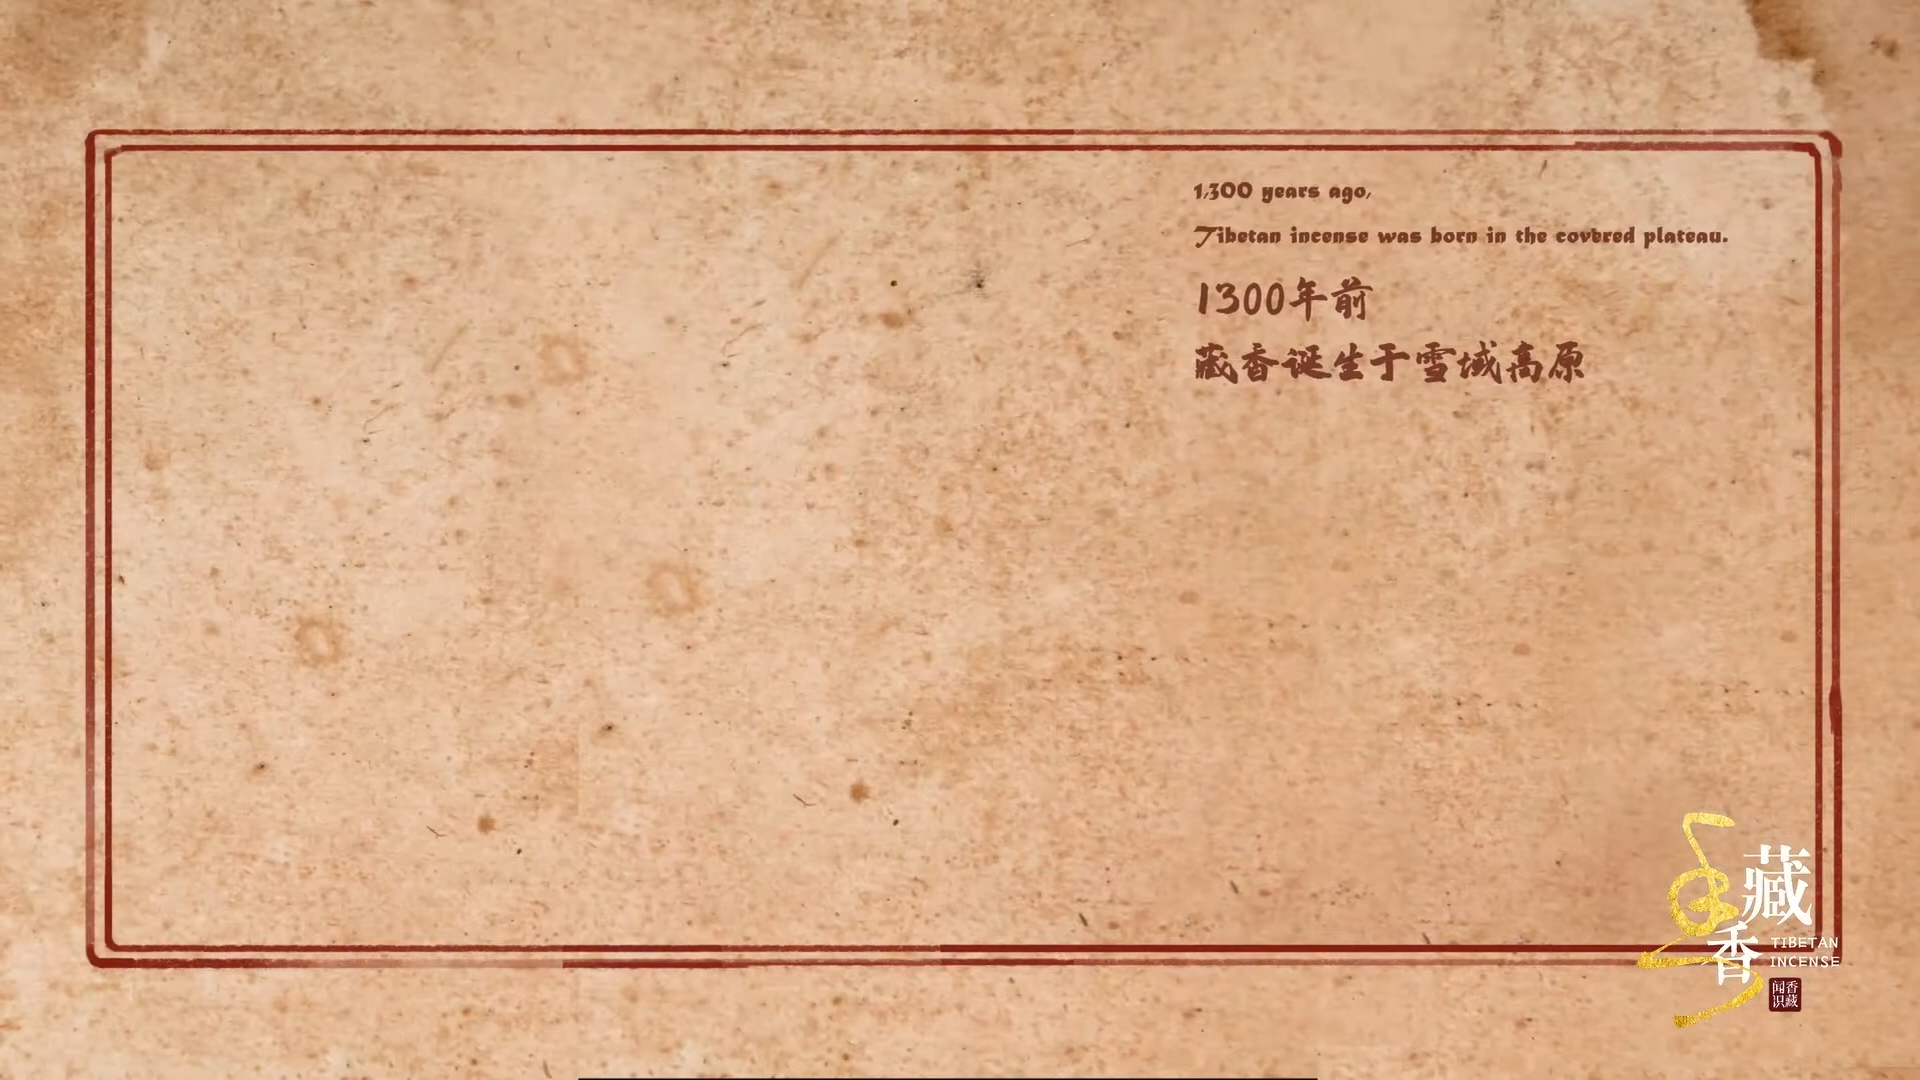 1,300 years ago,
Tibetan incense was born in the covered plateau.
1300年前
藏香诞生于雪域高原
藏香
TIBETAN
INCENSE
闻香
识藏